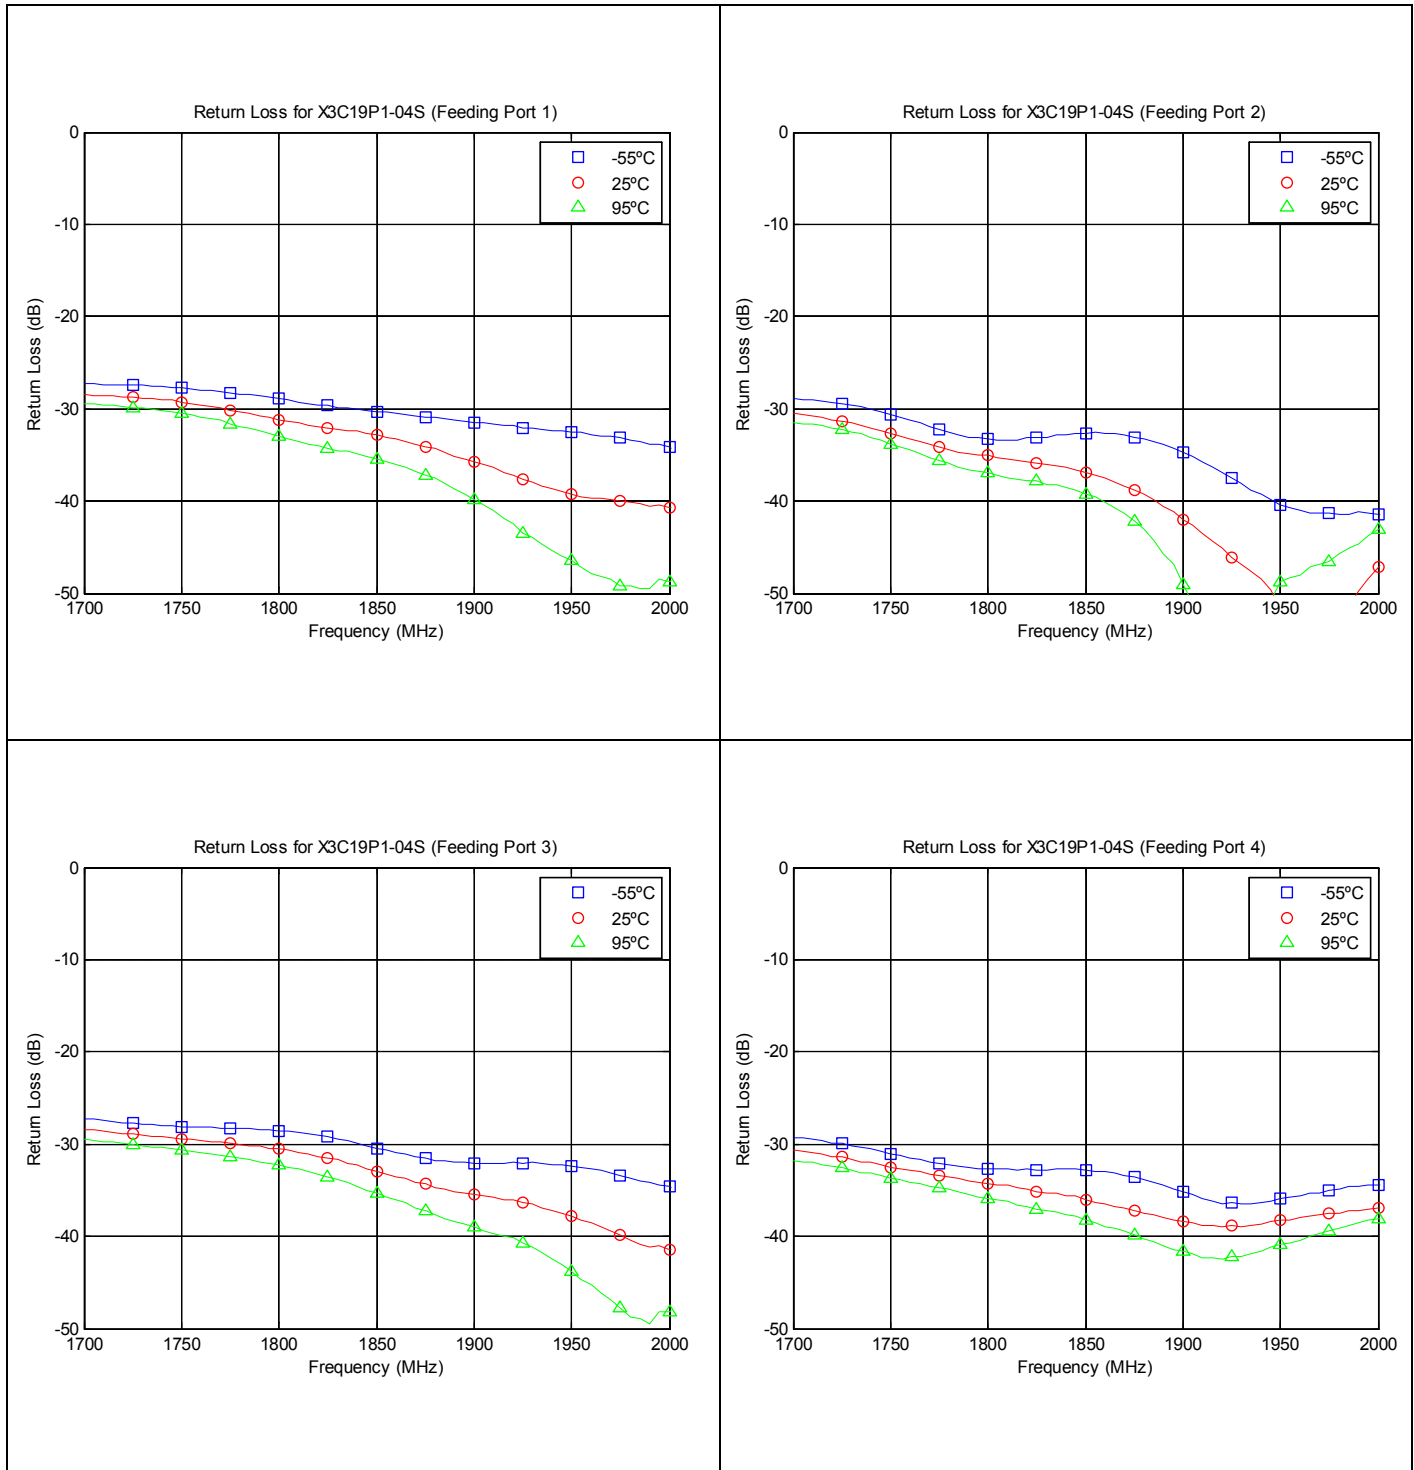 Return Loss for X3C19P1-04S (Feeding Port 1)
0
-10
-20
-30
-40
-50
Return Loss (dB)
-55ºC
25ºC
95ºC
1700 1750 1800 1850 1900 1950 2000
Frequency (MHz)
Return Loss for X3C19P1-04S (Feeding Port 2)
0
-10
-20
-30
-40
-50
Return Loss (dB)
-55ºC
25ºC
95ºC
1700 1750 1800 1850 1900 1950 2000
Frequency (MHz)
Return Loss for X3C19P1-04S (Feeding Port 3)
0
-10
-20
-30
-40
-50
Return Loss (dB)
-55ºC
25ºC
95ºC
1700 1750 1800 1850 1900 1950 2000
Frequency (MHz)
Return Loss for X3C19P1-04S (Feeding Port 4)
0
-10
-20
-30
-40
-50
Return Loss (dB)
-55ºC
25ºC
95ºC
1700 1750 1800 1850 1900 1950 2000
Frequency (MHz)